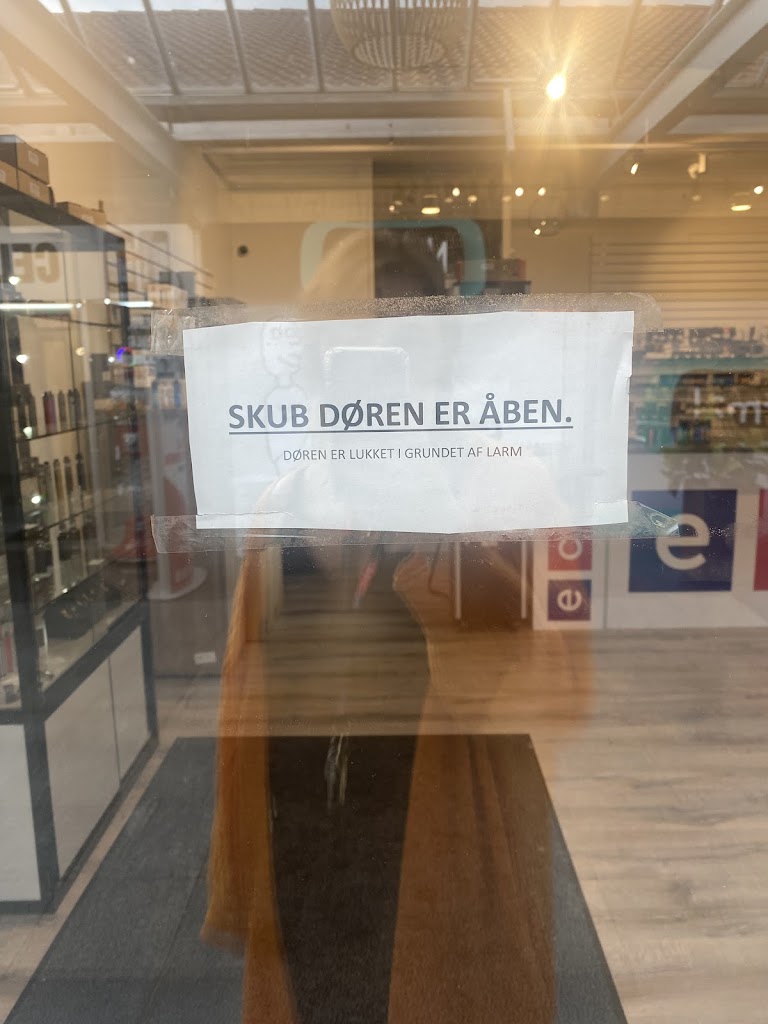 SKUB DØREN ER ÅBEN.
DØREN ER LUKKET I GRUNDET AF LARM
e
e